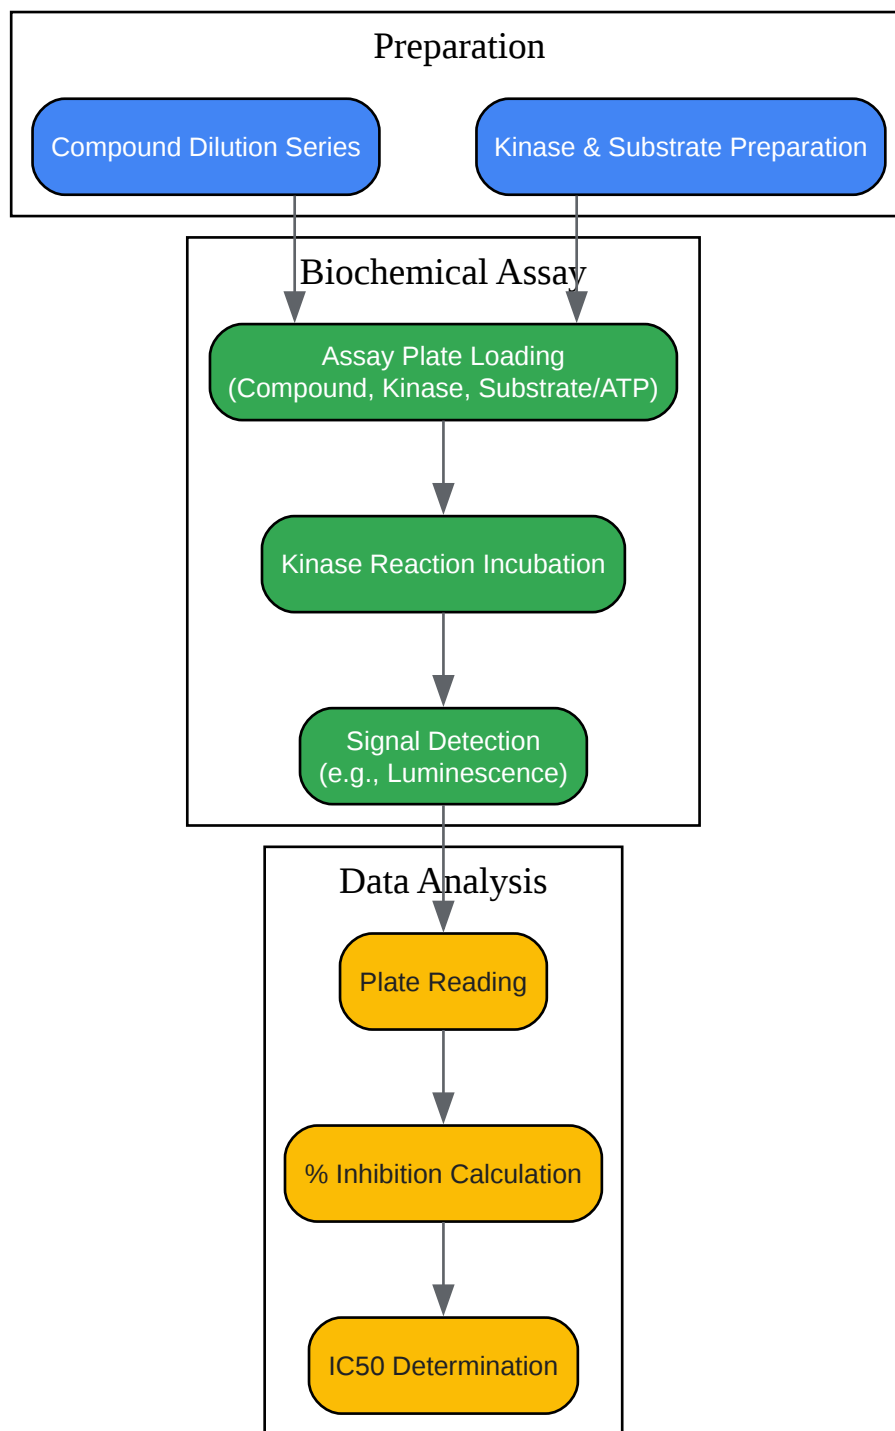 Preparation
Compound Dilution Series
Kinase & Substrate Preparation
Biochemical Assay
Assay Plate Loading
(Compound, Kinase, Substrate/ATP)
Kinase Reaction Incubation
Signal Detection
(e.g., Luminescence)
Data Analysis
Plate Reading
% Inhibition Calculation
IC50 Determination